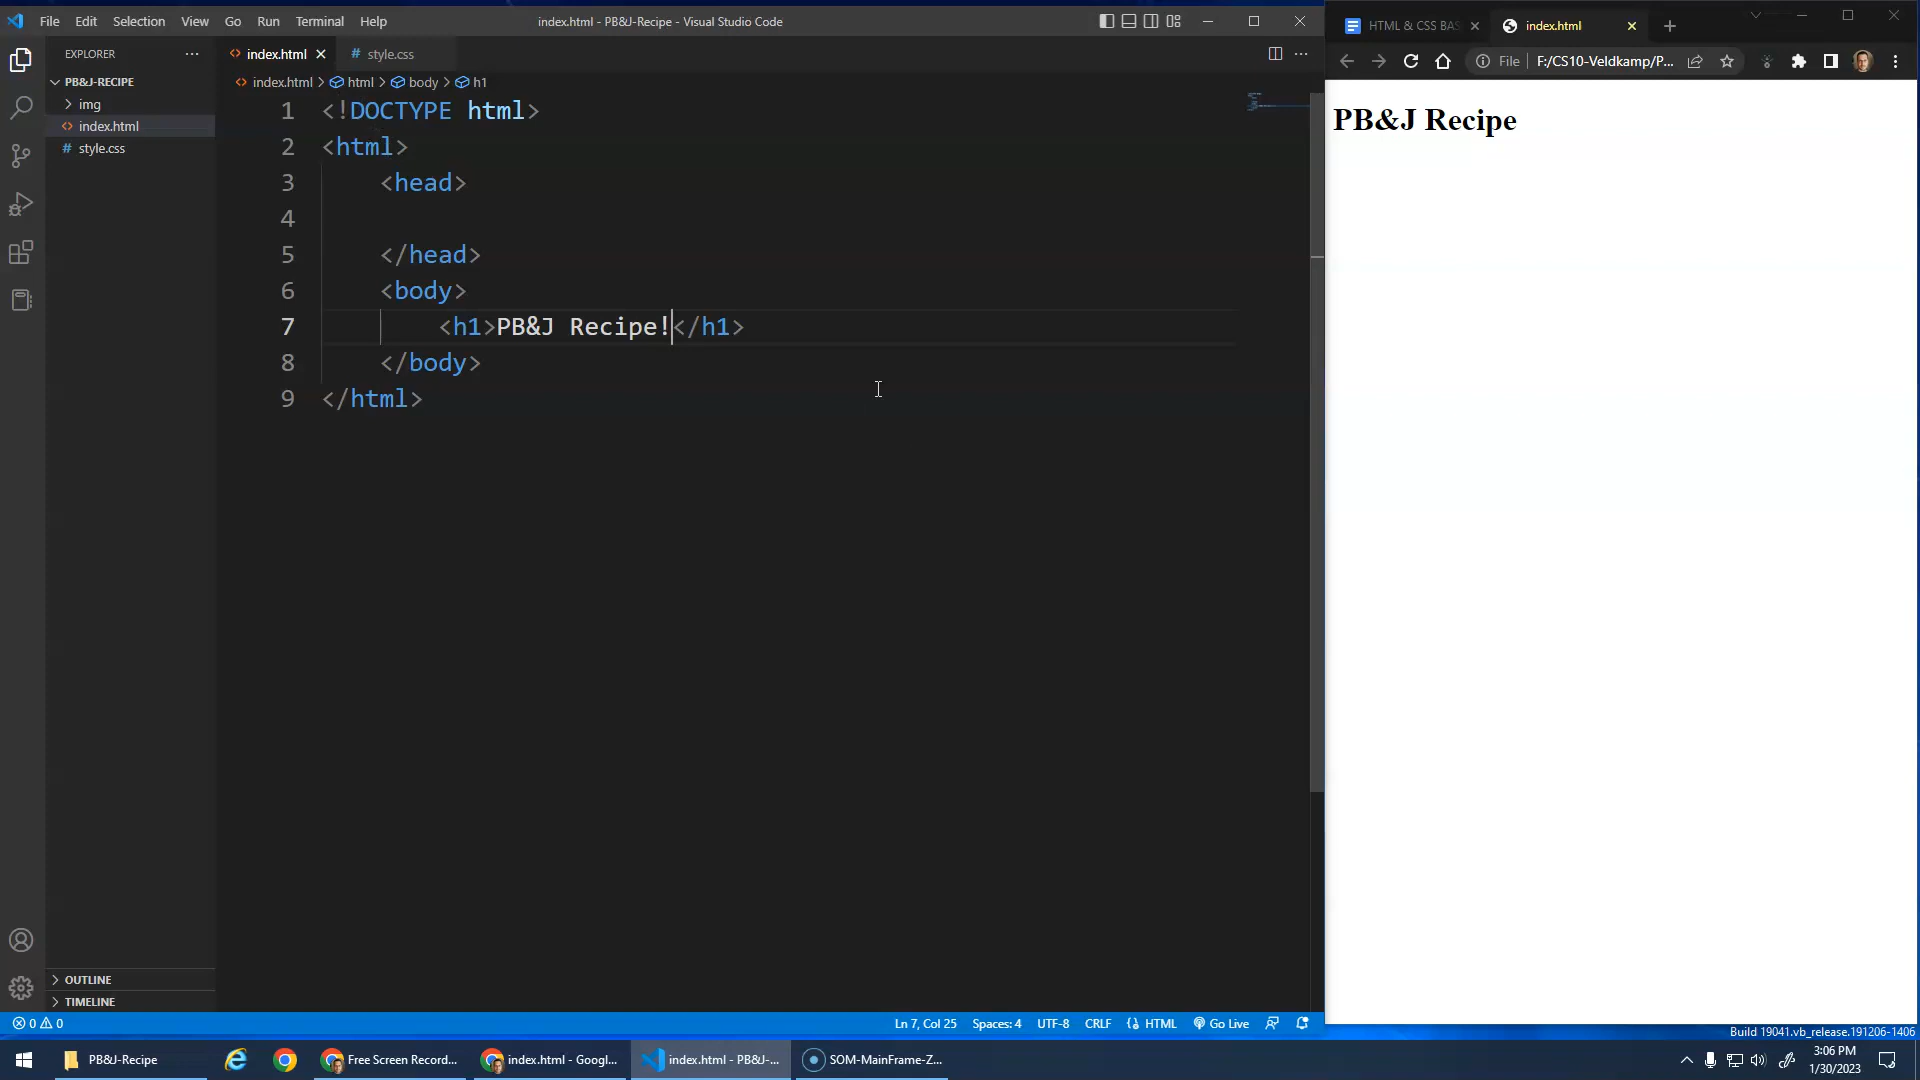 File Edit Selection View Go Run Terminal Help
index.html - PB&J-Recipe - Visual Studio Code
HTML & CSS BAS
index.html
EXPLORER
index.html
style.css
File
F:/CS10-Veldkamp/P...
PB&J-RECIPE
index.html > html > body > h1
img
index.html
style.css
1 <!DOCTYPE html>
2 <html>
3 <head>
4
5 </head>
6 <body>
7 <h1>PB&J Recipe!</h1>
8 </body>
9 </html>
PB&J Recipe
OUTLINE
TIMELINE
0 0
Ln 7, Col 25
Spaces: 4
UTF-8
CRLF
HTML
Go Live
Build 19041.vb_release.191206-1406
PB&J-Recipe
Free Screen Record...
index.html - Googl...
index.html - PB&J-...
SOM-MainFrame-Z...
3:06 PM
1/30/2023